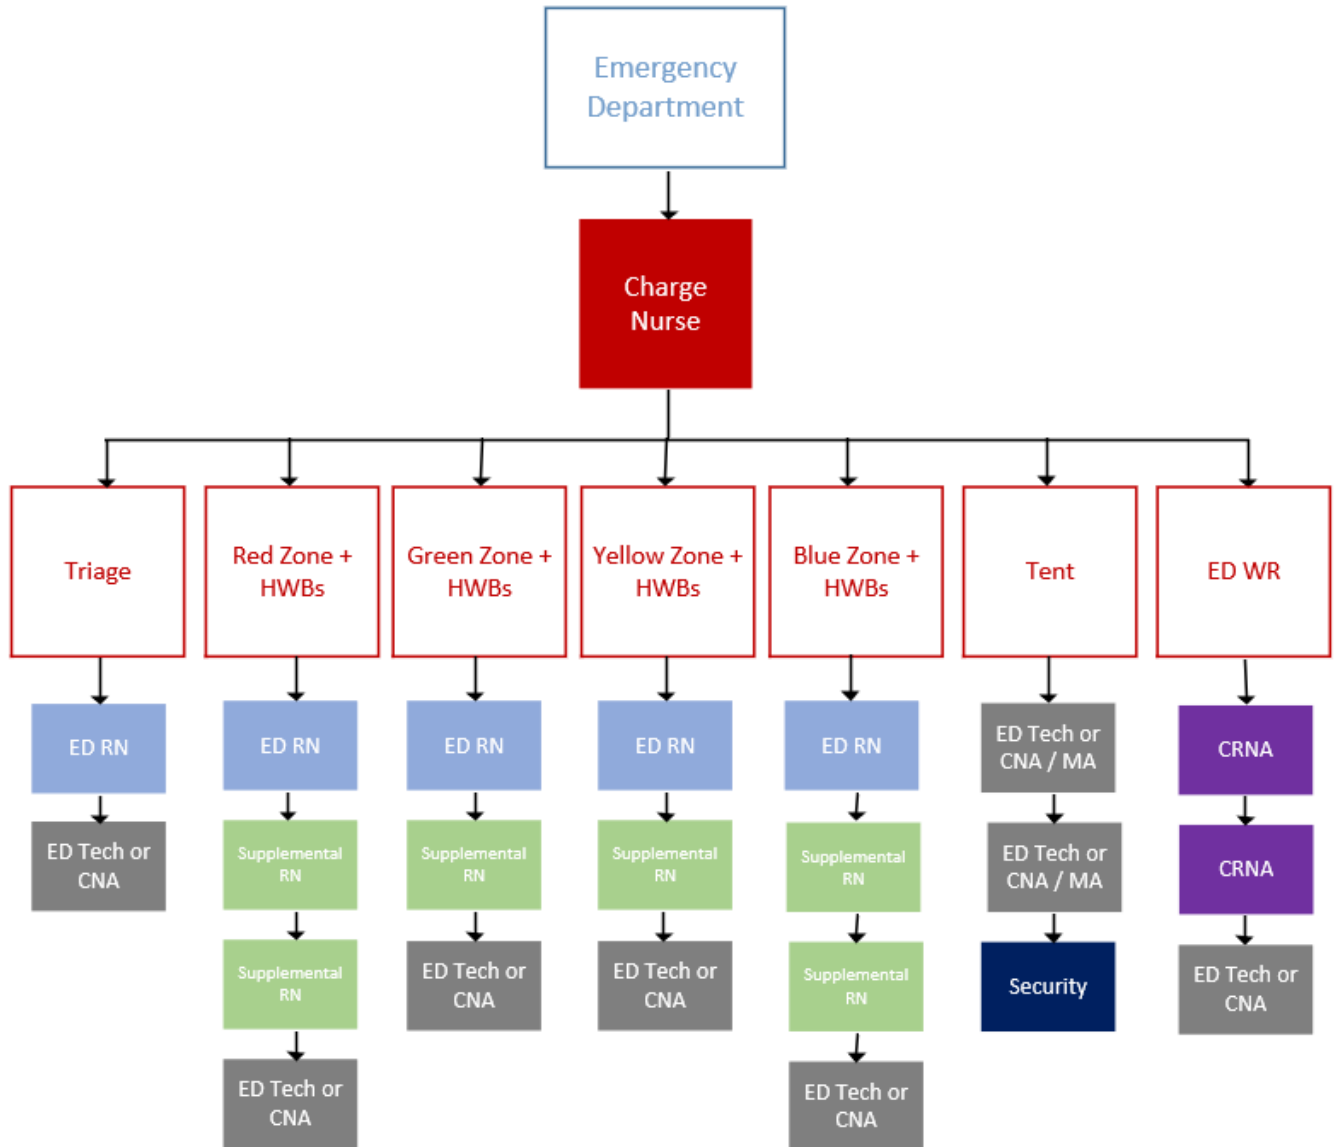 Emergency
Department
Charge
Nurse
Triage
Red Zone +
HWBs
Green Zone +
HWBs
Yellow Zone +
HWBs
Blue Zone +
HWBs
Tent
ED WR
ED RN
ED RN
ED RN
ED RN
ED RN
ED Tech or
CNA / MA
CRNA
ED Tech or
CNA
Supplemental
RN
Supplemental
RN
Supplemental
RN
Supplemental
RN
ED Tech or
CNA / MA
CRNA
Supplemental
RN
ED Tech or
CNA
ED Tech or
CNA
Supplemental
RN
Security
ED Tech or
CNA
ED Tech or
CNA
ED Tech or
CNA